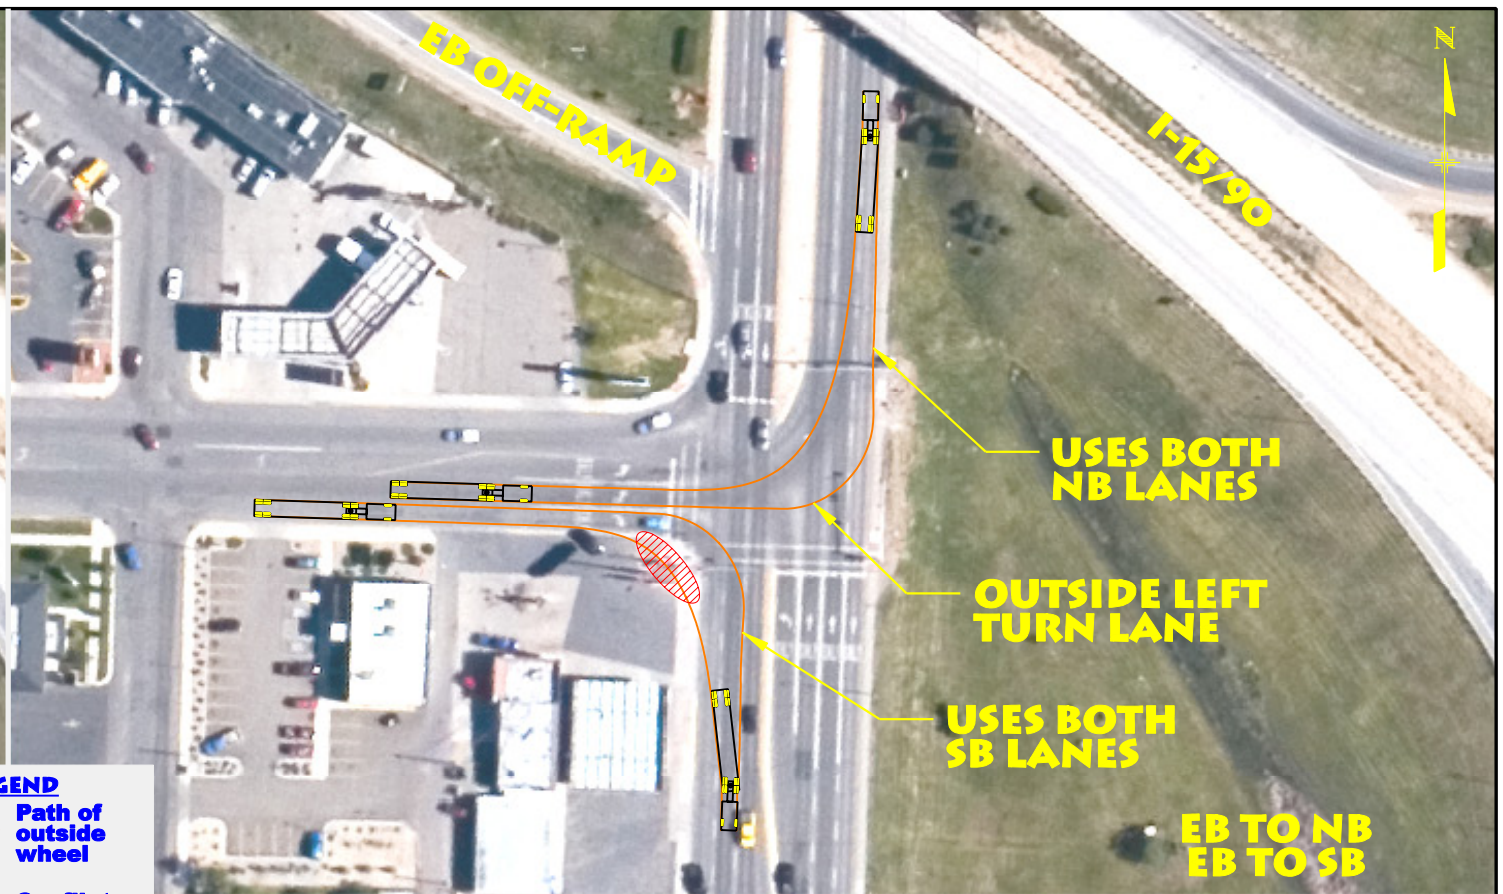 EB OFF-RAMP
N
I-15/90
USES BOTH
NB LANES
OUTSIDE LEFT
TURN LANE
USES BOTH
SB LANES
EB TO NB
EB TO SB
GEND
Path of
outside
wheel